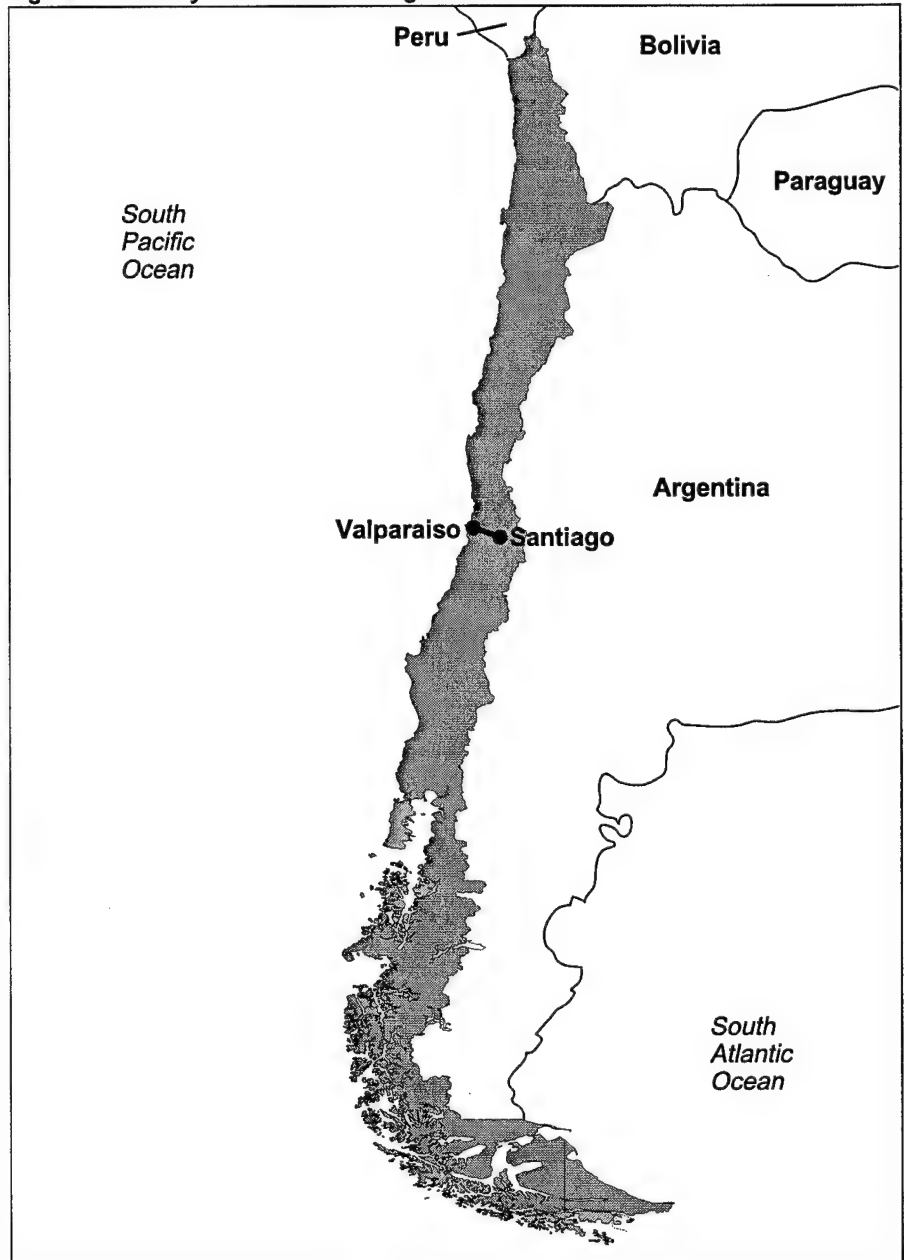 Peru
Bolivia
Paraguay
South
Pacific
Ocean
Argentina
Valparaiso
Santiago
South
Atlantic
Ocean